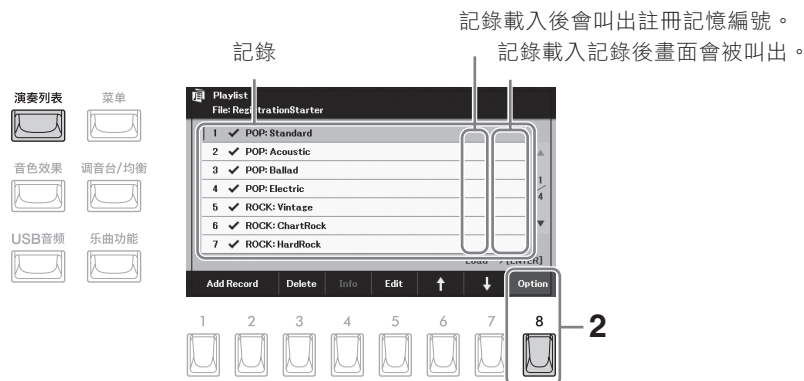 記錄載入後會叫出註冊記憶編號。
記錄
記錄載入記錄後畫面會被叫出。
演奏列表
菜单
音色效果
调音台/均衡
USB音频
乐曲功能
Playlist
File: RegistrationStarter
1 ✓ POP: Standard
2 ✓ POP: Acoustic
3 ✓ POP: Ballad
4 ✓ POP: Electric
5 ✓ ROCK: Vintage
6 ✓ ROCK: ChartRock
7 ✓ ROCK: HardRock
1/4
[ENTER]
Add Record Delete Info Edit ↑ ↓ Option
1 2 3 4 5 6 7 8
2